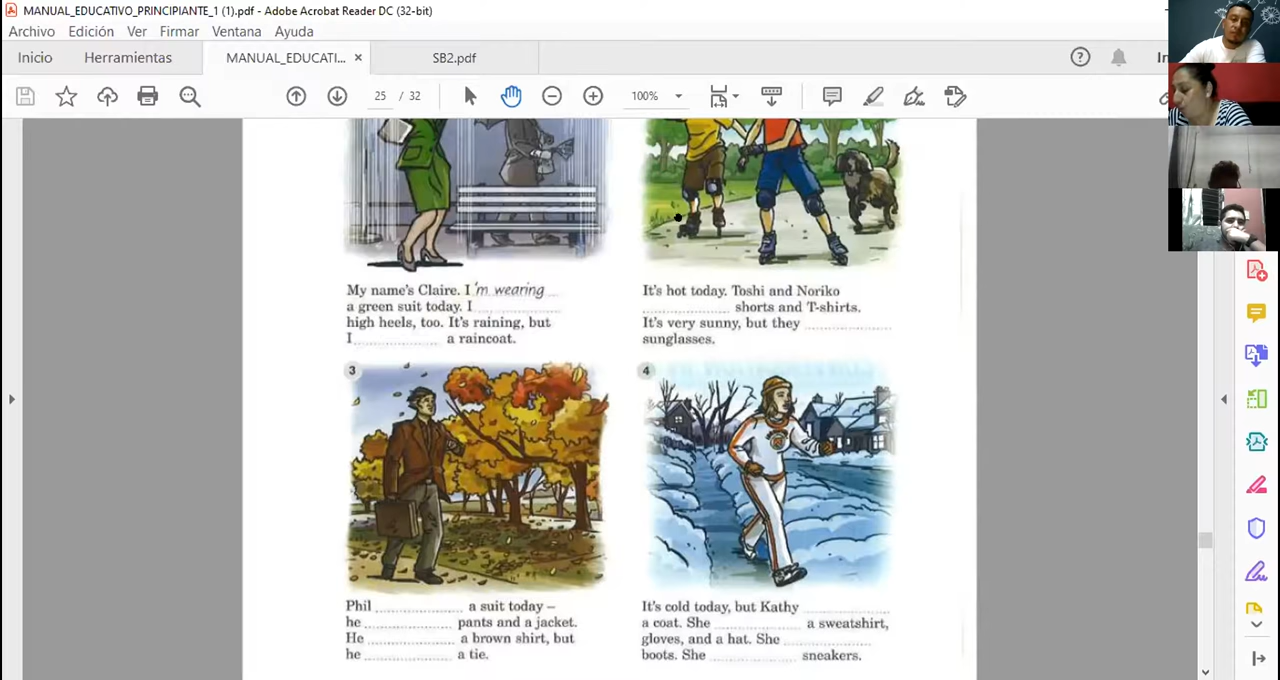 MANUAL_EDUCATIVO_PRINCIPIANTE_1 (1).pdf - Adobe Acrobat Reader DC (32-bit)
Archivo Edición Ver Firmar Ventana Ayuda
Inicio Herramientas MANUAL_EDUCATI... × SB2.pdf
25 / 32 100%
My name's Claire. I 'm wearing
a green suit today. I
high heels, too. It's raining, but
I a raincoat.
It's hot today. Toshi and Noriko
shorts and T-shirts.
It's very sunny, but they
sunglasses.
3
Phil a suit today –
he pants and a jacket.
He a brown shirt, but
he a tie.
4
It's cold today, but Kathy
a coat. She a sweatshirt,
gloves, and a hat. She
boots. She sneakers.